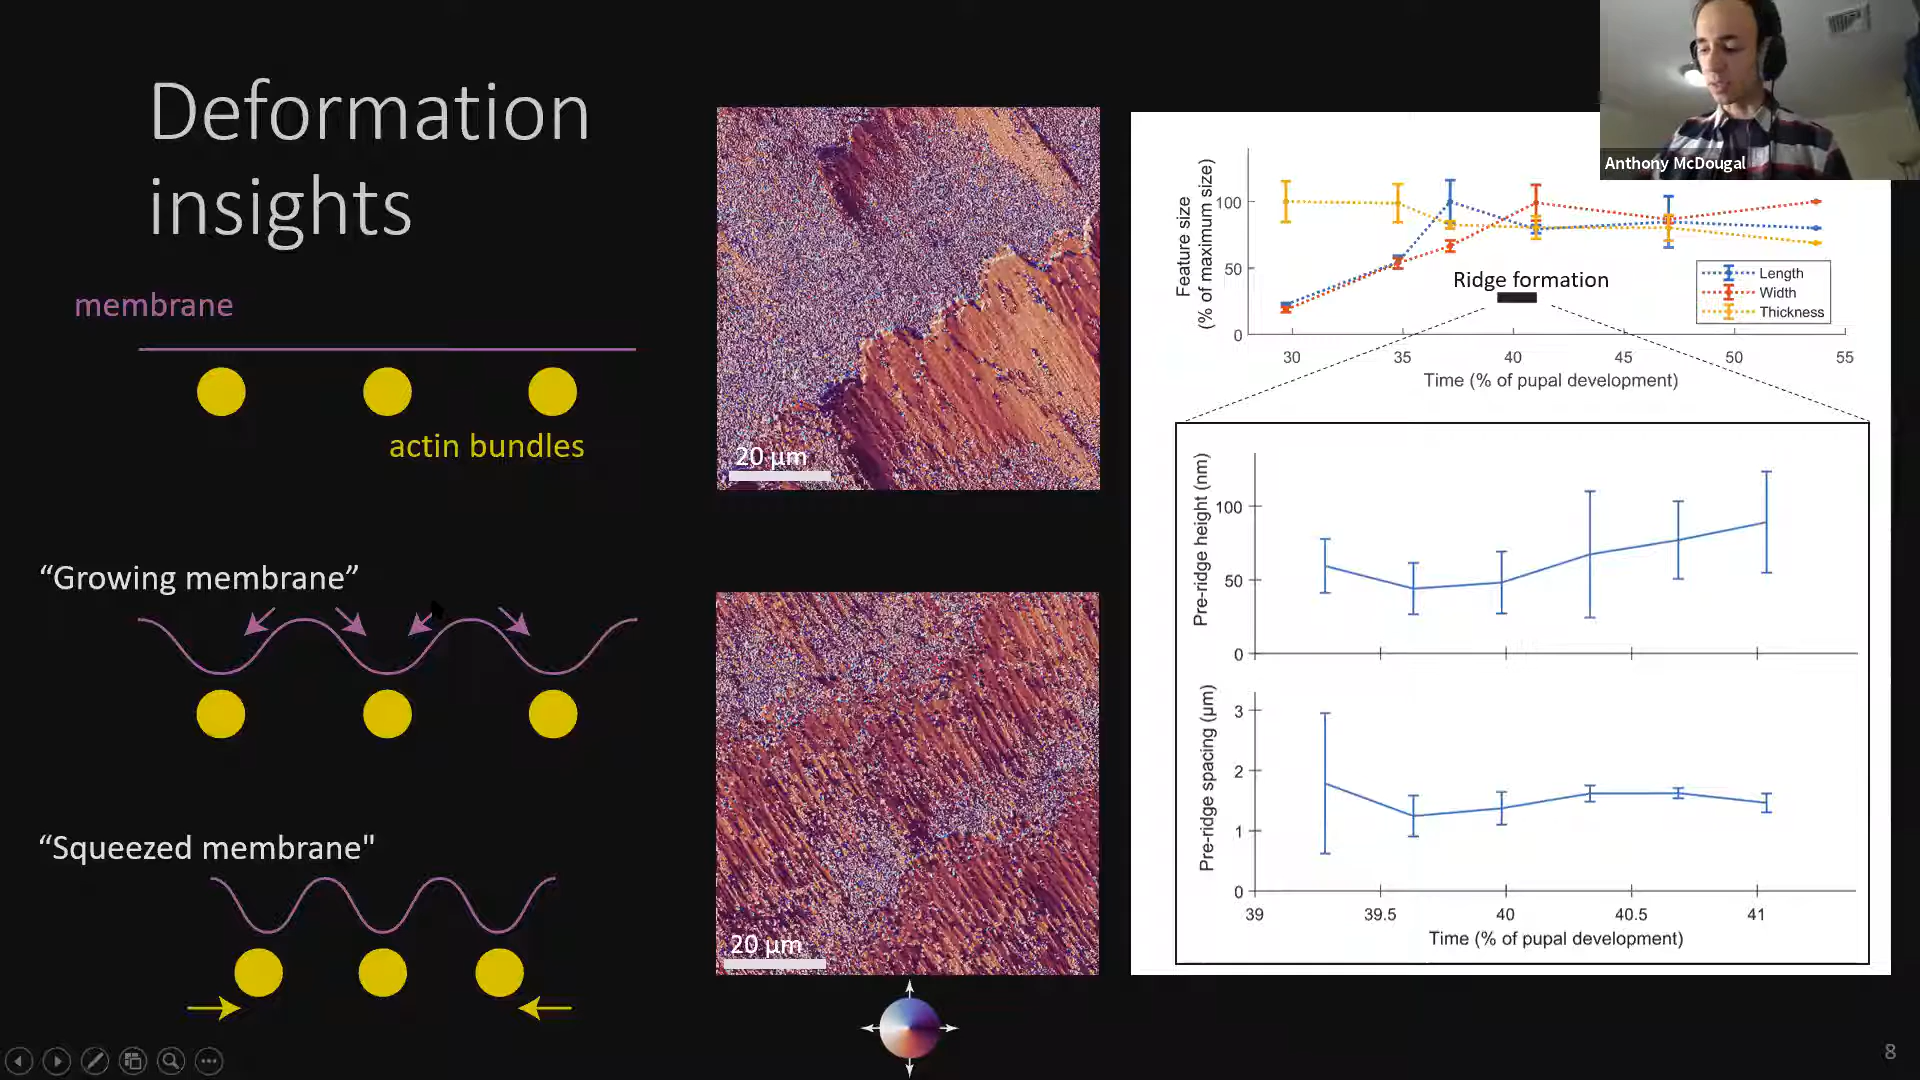 Deformation
insights
membrane
actin bundles
“Growing membrane”
“Squeezed membrane"
20 µm
20 µm
Anthony McDougal
Feature size
(% of maximum size)
100
50
0
Ridge formation
Length
Width
Thickness
30 35 40 45 50 55
Time (% of pupal development)
Pre-ridge height (nm)
100
50
0
Pre-ridge spacing (µm)
3
2
1
0
39 39.5 40 40.5 41
Time (% of pupal development)
8